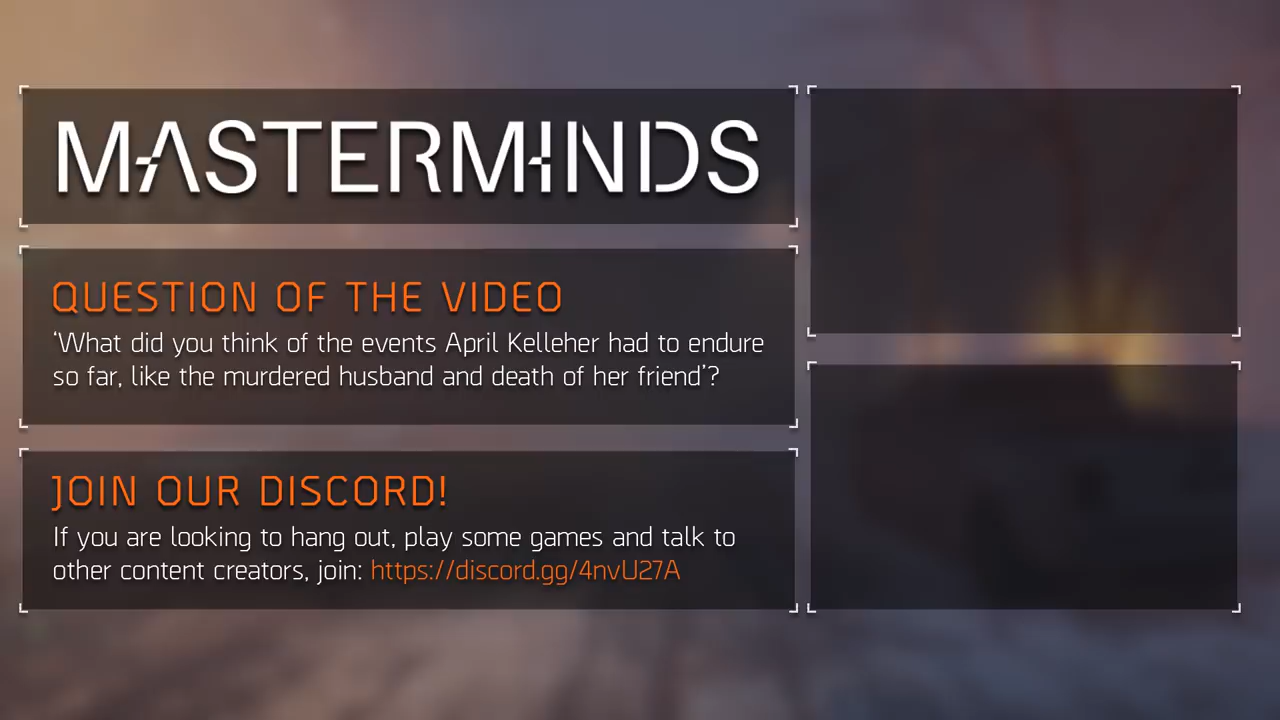 MASTERMINDS
QUESTION OF THE VIDEO
‘What did you think of the events April Kelleher had to endure
so far, like the murdered husband and death of her friend’?
JOIN OUR DISCORD!
If you are looking to hang out, play some games and talk to
other content creators, join: https://discord.gg/4nvU27A